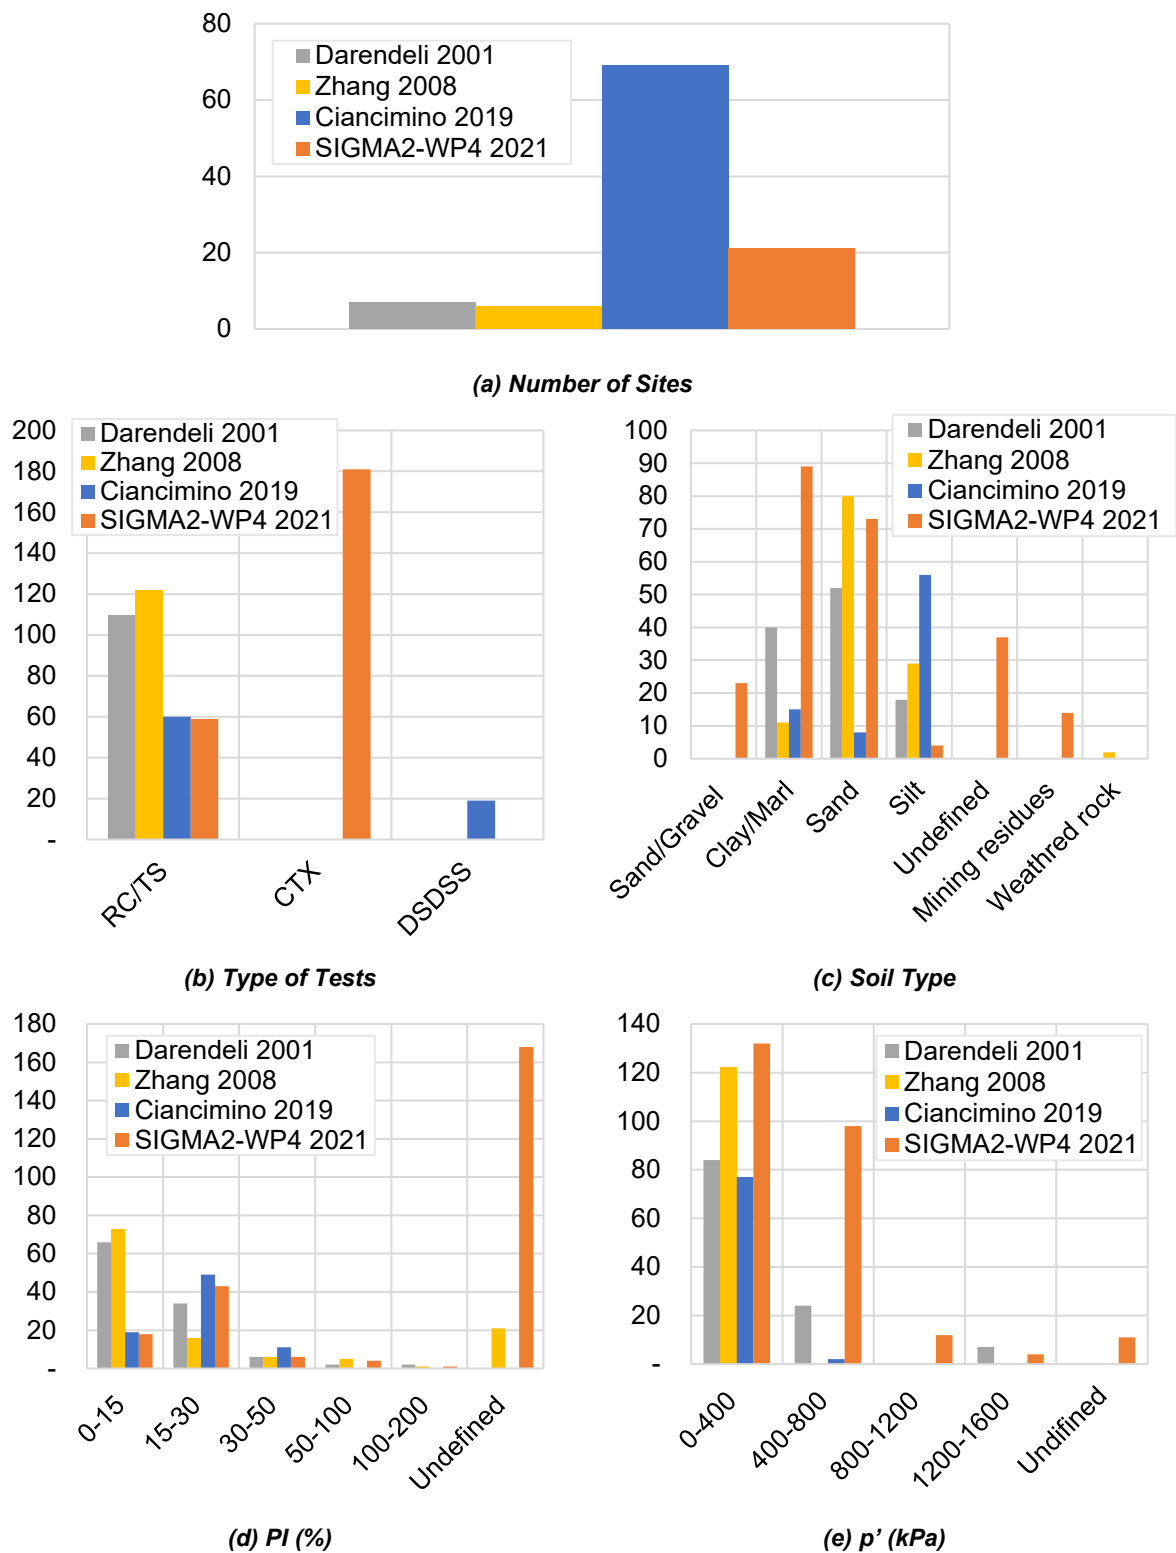 80
60
40
20
0
Darendeli 2001
Zhang 2008
Ciancimino 2019
SIGMA2-WP4 2021
(a) Number of Sites
200
180
160
140
120
100
80
60
40
20
-
Darendeli 2001
Zhang 2008
Ciancimino 2019
SIGMA2-WP4 2021
RC/TS
CTX
DSDSS
(b) Type of Tests
100
90
80
70
60
50
40
30
20
10
0
Darendeli 2001
Zhang 2008
Ciancimino 2019
SIGMA2-WP4 2021
Sand/Gravel
Clay/Marl
Sand
Silt
Undefined
Mining residues
Weathred rock
(c) Soil Type
180
160
140
120
100
80
60
40
20
-
Darendeli 2001
Zhang 2008
Ciancimino 2019
SIGMA2-WP4 2021
0-15
15-30
30-50
50-100
100-200
Undefined
(d) PI (%)
140
120
100
80
60
40
20
-
Darendeli 2001
Zhang 2008
Ciancimino 2019
SIGMA2-WP4 2021
0-400
400-800
800-1200
1200-1600
Undifined
(e) p' (kPa)